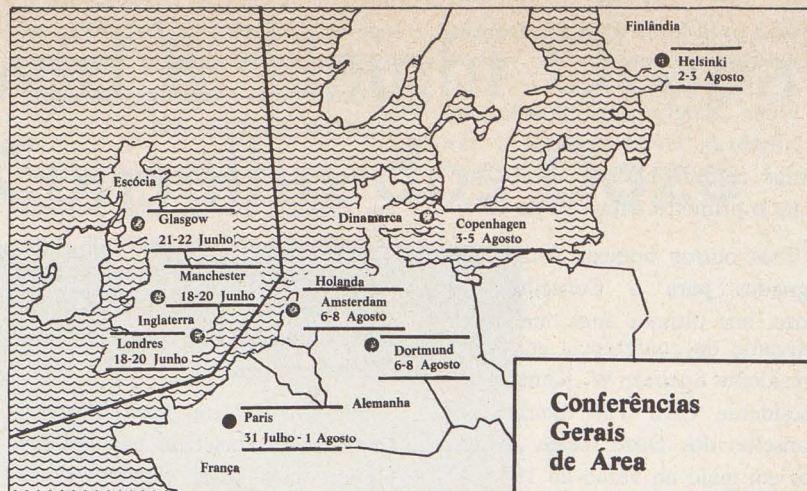 Finlândia
Helsinki
2-3 Agosto
Escócia
Glasgow
21-22 Junho
Dinamarca
Copenhagen
3-5 Agosto
Manchester
18-20 Junho
Inglaterra
Londres
18-20 Junho
Holanda
Amsterdam
6-8 Agosto
Dortmund
6-8 Agosto
Alemanha
Paris
31 Julho - 1 Agosto
França
Conferências
Gerais
de Área